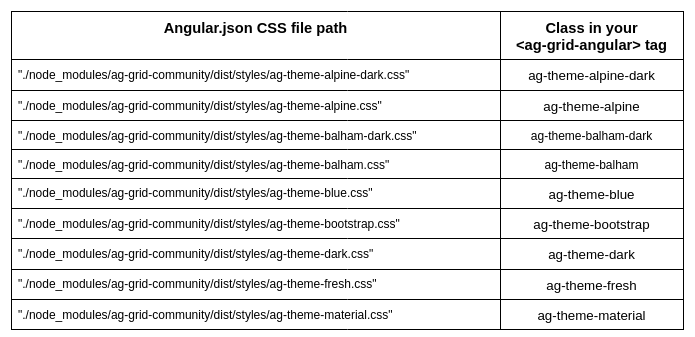 Angular.json CSS file path
Class in your
<ag-grid-angular> tag
"./node_modules/ag-grid-community/dist/styles/ag-theme-alpine-dark.css"
ag-theme-alpine-dark
"./node_modules/ag-grid-community/dist/styles/ag-theme-alpine.css"
ag-theme-alpine
"./node_modules/ag-grid-community/dist/styles/ag-theme-balham-dark.css"
ag-theme-balham-dark
"./node_modules/ag-grid-community/dist/styles/ag-theme-balham.css"
ag-theme-balham
"./node_modules/ag-grid-community/dist/styles/ag-theme-blue.css"
ag-theme-blue
"./node_modules/ag-grid-community/dist/styles/ag-theme-bootstrap.css"
ag-theme-bootstrap
"./node_modules/ag-grid-community/dist/styles/ag-theme-dark.css"
ag-theme-dark
"./node_modules/ag-grid-community/dist/styles/ag-theme-fresh.css"
ag-theme-fresh
"./node_modules/ag-grid-community/dist/styles/ag-theme-material.css"
ag-theme-material